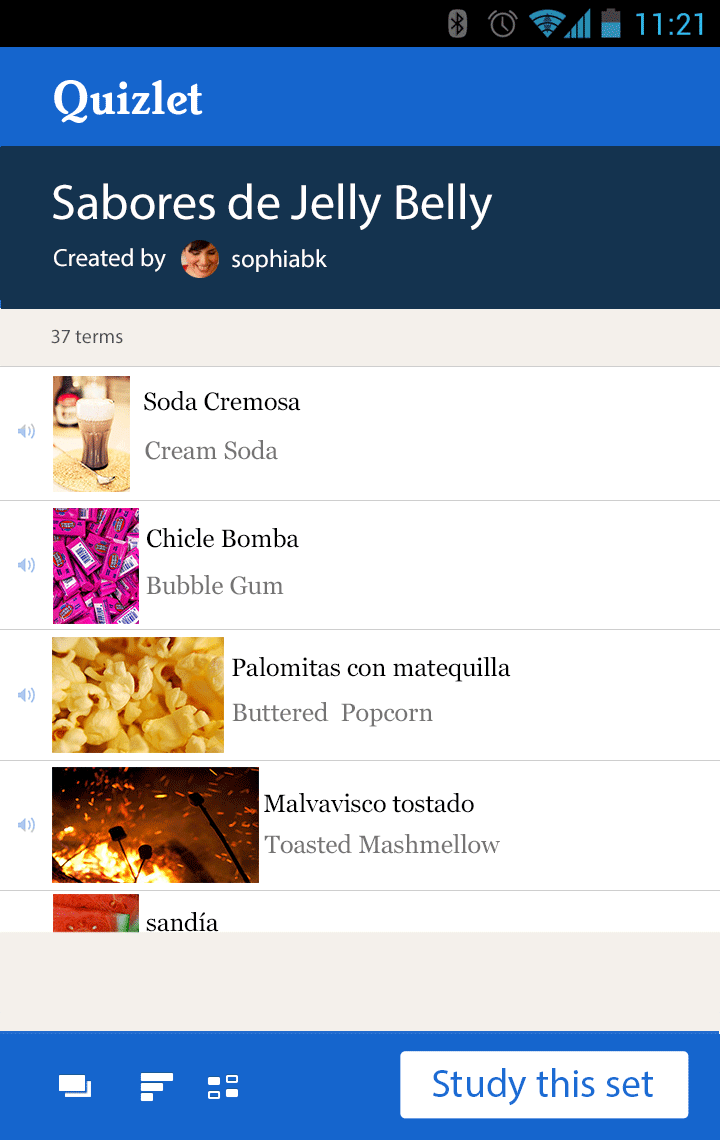 11:21
Quizlet
Sabores de Jelly Belly
Created by sophiabk
37 terms
Soda Cremosa
Cream Soda
Chicle Bomba
Bubble Gum
Palomitas con matequilla
Buttered Popcorn
Malvavisco tostado
Toasted Mashmellow
sandía
Study this set